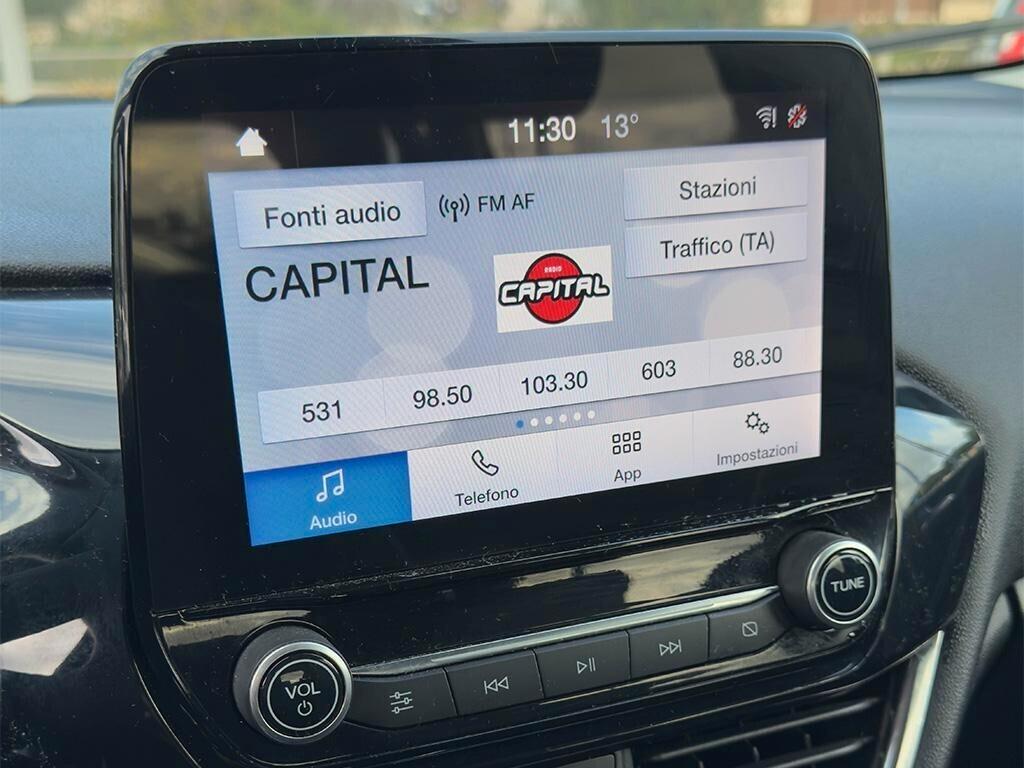 11:30 13°
Fonti audio
FM AF
Stazioni
Traffico (TA)
CAPITAL
RADIO
CAPITAL
531 98.50 103.30 603 88.30
Audio Telefono App Impostazioni
TUNE
VOL